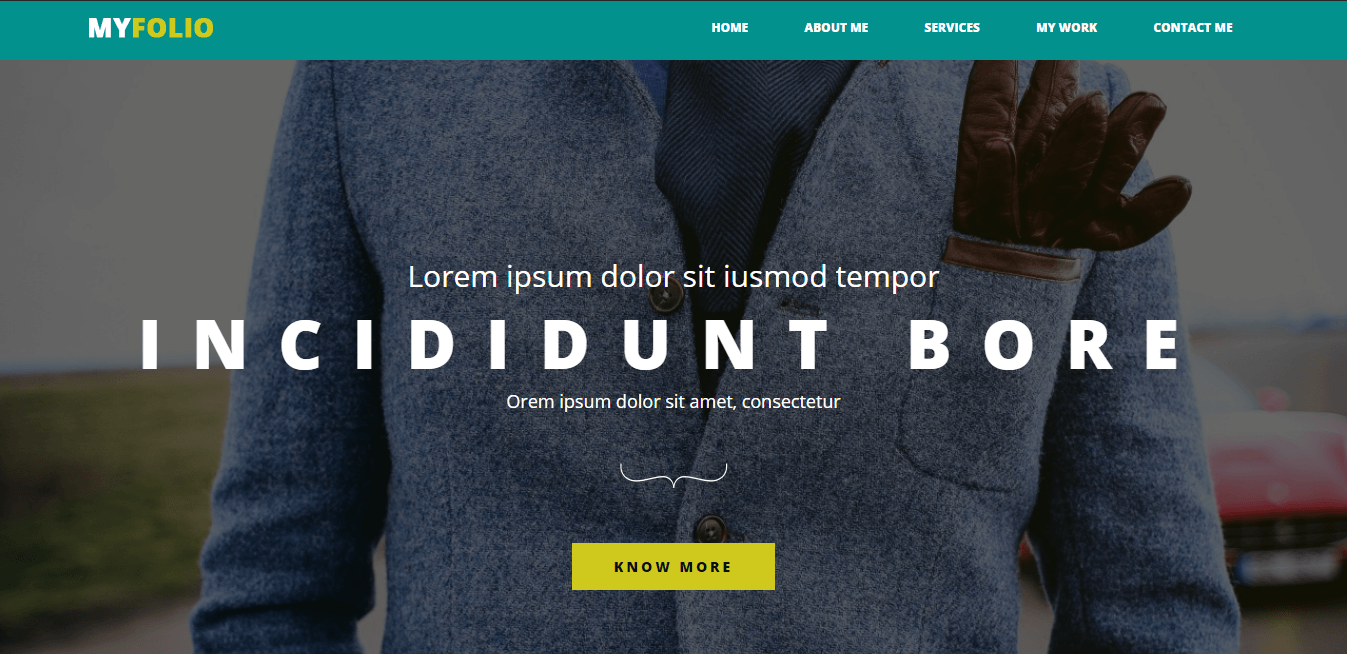 MYFOLIO HOME ABOUT ME SERVICES MY WORK CONTACT ME
Lorem ipsum dolor sit iusmod tempor
INCIDIDUNT BORE
Orem ipsum dolor sit amet, consectetur
KNOW MORE